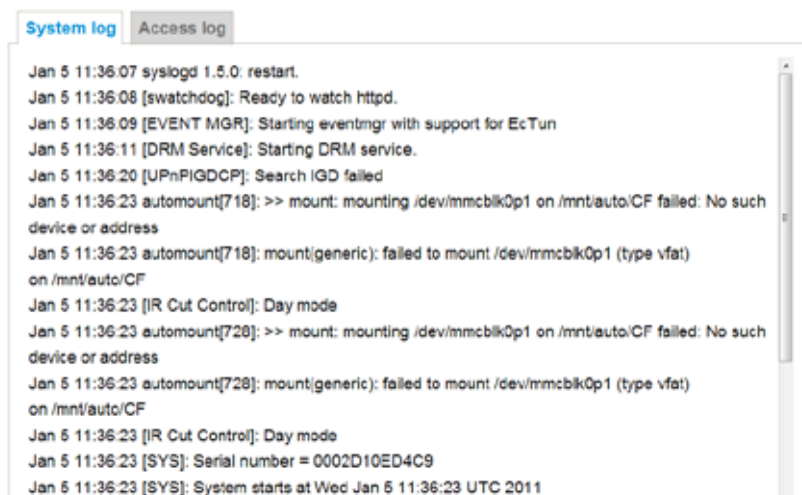 System log Access log
Jan 5 11:36:07 syslogd 1.5.0: restart.
Jan 5 11:36:08 [swatchdog]: Ready to watch httpd.
Jan 5 11:36:09 [EVENT MGR]: Starting eventmgr with support for EcTun
Jan 5 11:36:11 [DRM Service]: Starting DRM service.
Jan 5 11:36:20 [UPnPIGDCP]: Search IGD failed
Jan 5 11:36:23 automount[718]: >> mount: mounting /dev/mmcblk0p1 on /mnt/auto/CF failed: No such
device or address
Jan 5 11:36:23 automount[718]: mount(generic): failed to mount /dev/mmcblk0p1 (type vfat)
on /mnt/auto/CF
Jan 5 11:36:23 [IR Cut Control]: Day mode
Jan 5 11:36:23 automount[728]: >> mount: mounting /dev/mmcblk0p1 on /mnt/auto/CF failed: No such
device or address
Jan 5 11:36:23 automount[728]: mount(generic): failed to mount /dev/mmcblk0p1 (type vfat)
on /mnt/auto/CF
Jan 5 11:36:23 [IR Cut Control]: Day mode
Jan 5 11:36:23 [SYS]: Serial number = 0002D10ED4C9
Jan 5 11:36:23 [SYS]: System starts at Wed Jan 5 11:36:23 UTC 2011